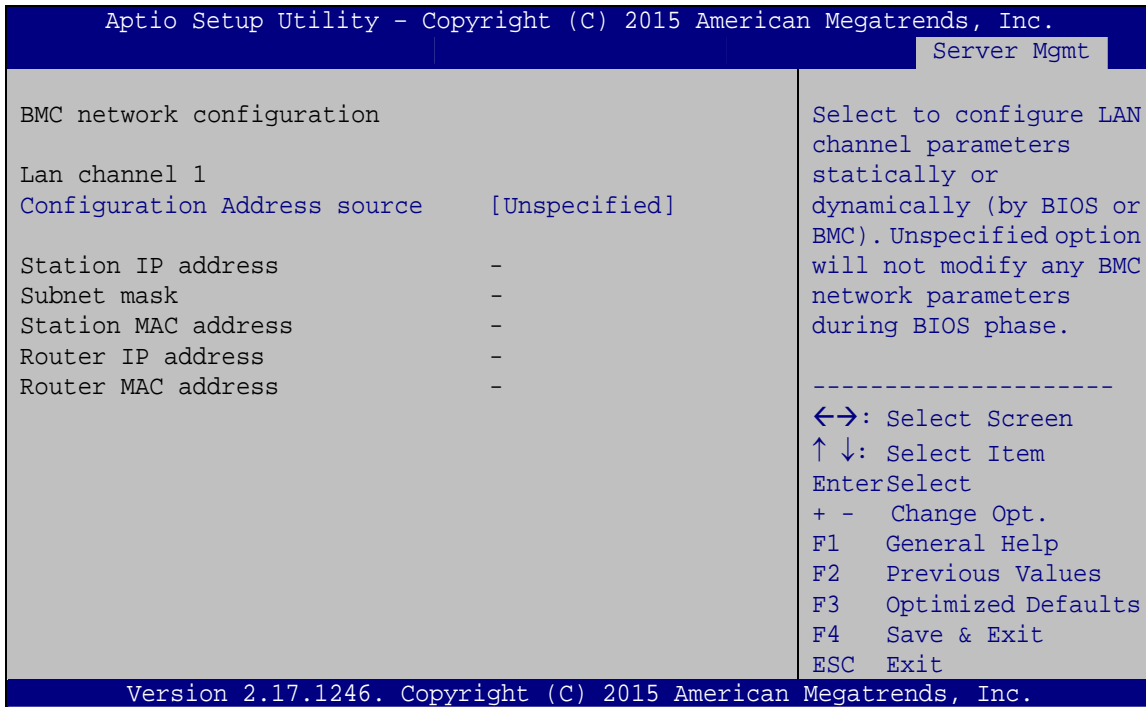 Aptio Setup Utility – Copyright (C) 2015 American Megatrends, Inc.
Server Mgmt
BMC network configuration
Lan channel 1
Configuration Address source [Unspecified]
Station IP address -
Subnet mask -
Station MAC address -
Router IP address -
Router MAC address -
Select to configure LAN
channel parameters
statically or
dynamically (by BIOS or
BMC). Unspecified option
will not modify any BMC
network parameters
during BIOS phase.
---------------------
←→: Select Screen
↑ ↓: Select Item
EnterSelect
+ - Change Opt.
F1 General Help
F2 Previous Values
F3 Optimized Defaults
F4 Save & Exit
ESC Exit
Version 2.17.1246. Copyright (C) 2015 American Megatrends, Inc.